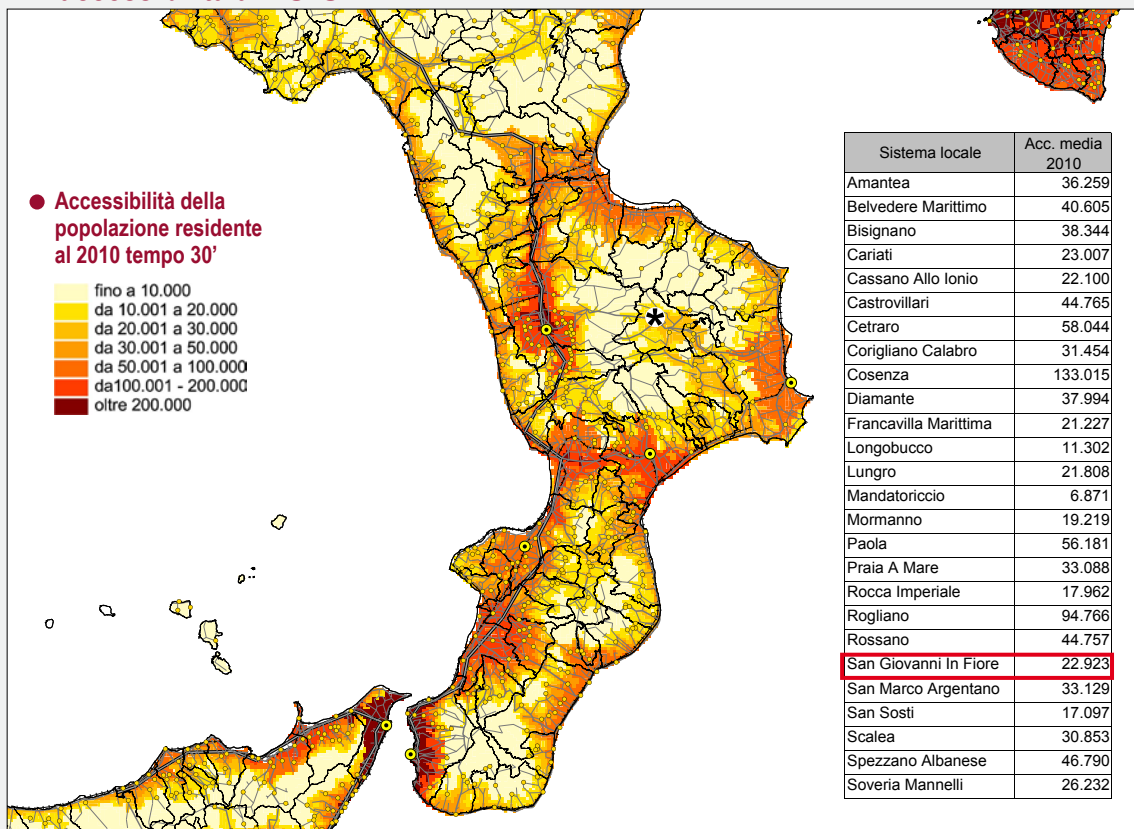 ● Accessibilità della
popolazione residente
al 2010 tempo 30’
fino a 10.000
da 10.001 a 20.000
da 20.001 a 30.000
da 30.001 a 50.000
da 50.001 a 100.000
da100.001 - 200.000
oltre 200.000
*
Sistema locale Acc. media 2010
Amantea 36.259
Belvedere Marittimo 40.605
Bisignano 38.344
Cariati 23.007
Cassano Allo Ionio 22.100
Castrovillari 44.765
Cetraro 58.044
Corigliano Calabro 31.454
Cosenza 133.015
Diamante 37.994
Francavilla Marittima 21.227
Longobucco 11.302
Lungro 21.808
Mandatoriccio 6.871
Mormanno 19.219
Paola 56.181
Praia A Mare 33.088
Rocca Imperiale 17.962
Rogliano 94.766
Rossano 44.757
San Giovanni In Fiore 22.923
San Marco Argentano 33.129
San Sosti 17.097
Scalea 30.853
Spezzano Albanese 46.790
Soveria Mannelli 26.232